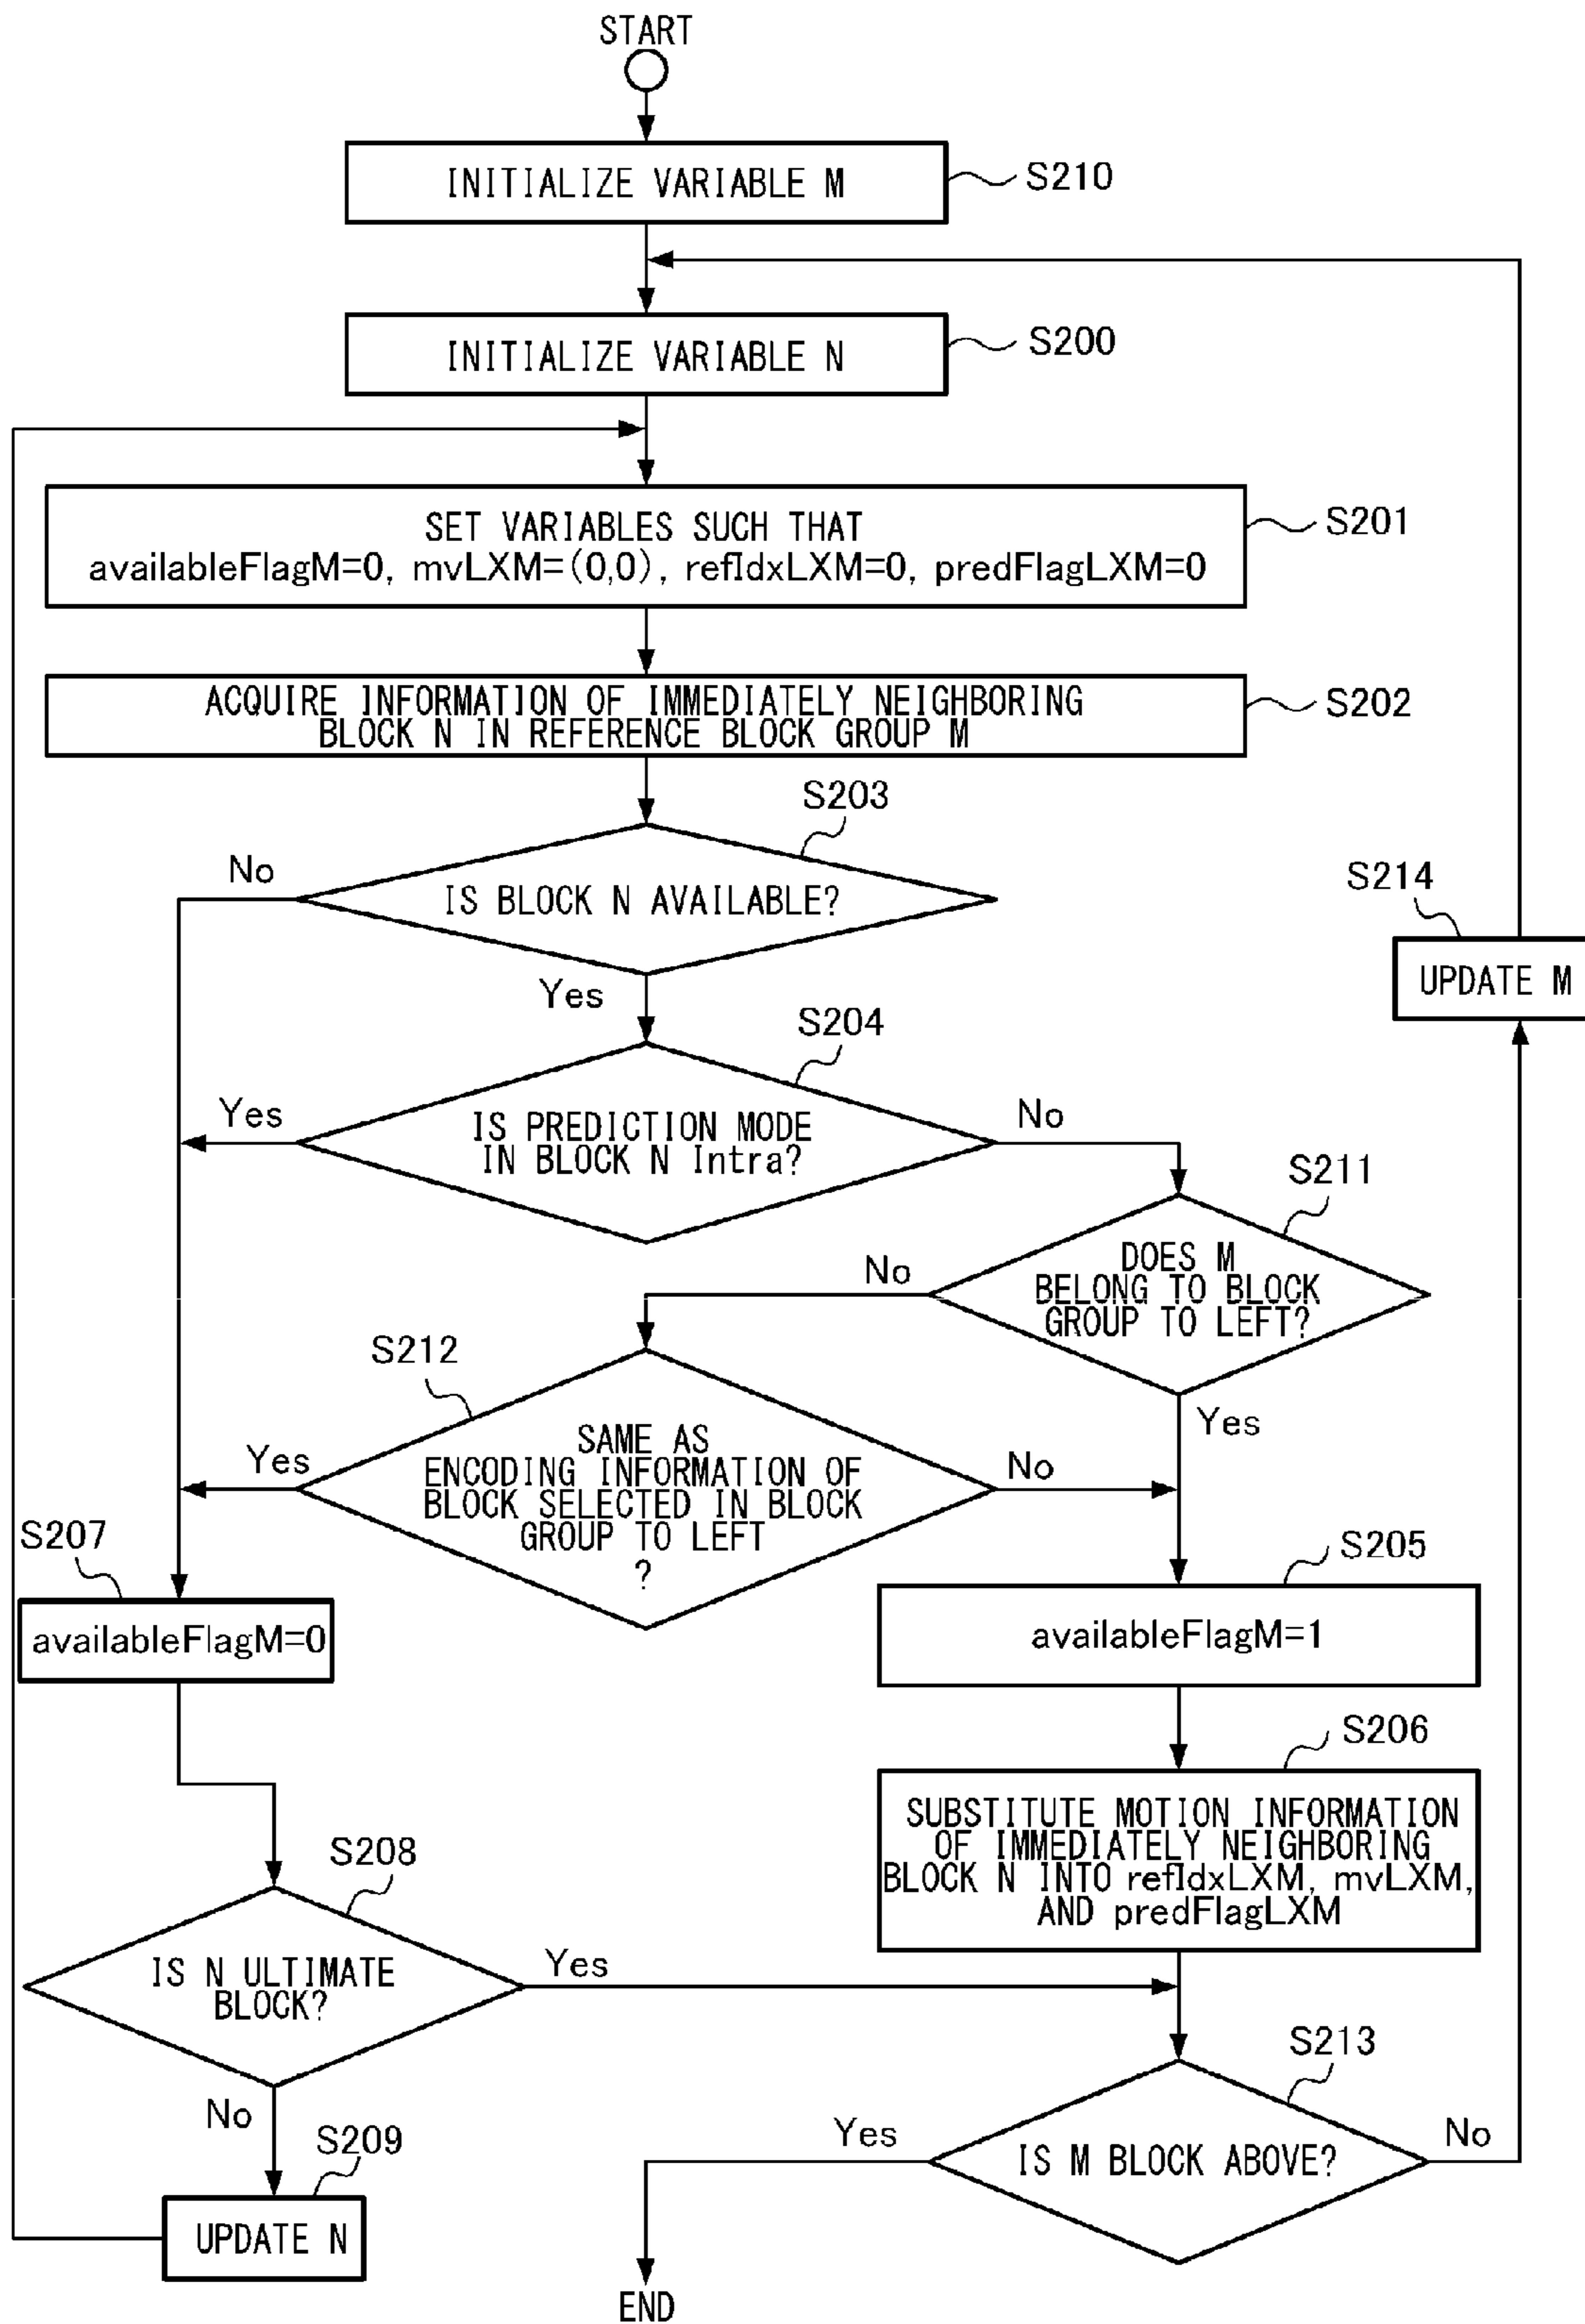 START
INITIALIZE VARIABLE M
S210
INITIALIZE VARIABLE N
S200
SET VARIABLES SUCH THAT
availableFlagM=0, mvLXM=(0,0), refIdxLXM=0, predFlagLXM=0
S201
ACQUIRE INFORMATION OF IMMEDIATELY NEIGHBORING
BLOCK N IN REFERENCE BLOCK GROUP M
S202
S203
No
IS BLOCK N AVAILABLE?
S214
UPDATE M
Yes
S204
Yes
IS PREDICTION MODE
IN BLOCK N Intra?
No
S211
DOES M
BELONG TO BLOCK
GROUP TO LEFT?
No
Yes
S212
Yes
SAME AS
ENCODING INFORMATION OF
BLOCK SELECTED IN BLOCK
GROUP TO LEFT
?
No
S207
availableFlagM=0
S205
availableFlagM=1
S206
SUBSTITUTE MOTION INFORMATION
OF IMMEDIATELY NEIGHBORING
BLOCK N INTO refIdxLXM, mvLXM,
AND predFlagLXM
S208
IS N ULTIMATE
BLOCK?
Yes
No
S209
UPDATE N
S213
Yes
IS M BLOCK ABOVE?
No
END